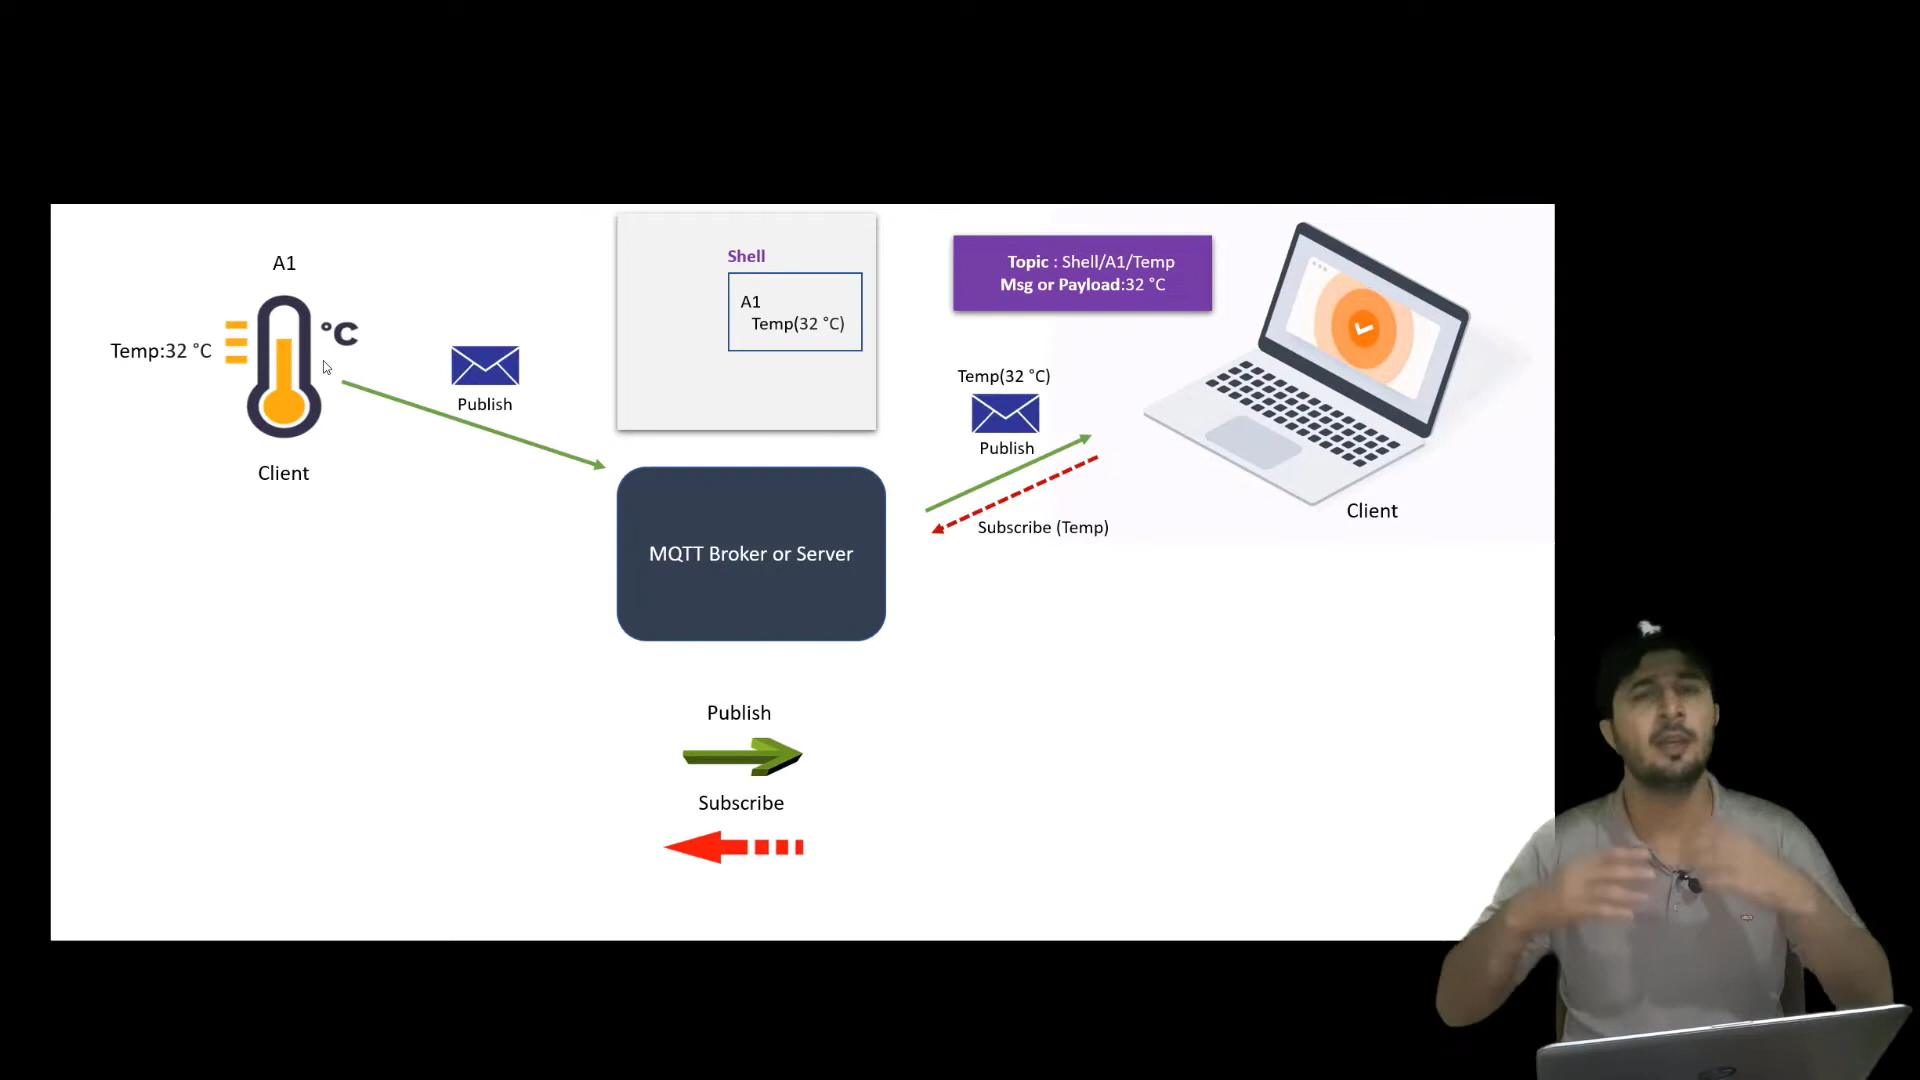 A1
°C
Temp:32 °C
Client
Publish
Shell
A1
Temp(32 °C)
MQTT Broker or Server
Topic : Shell/A1/Temp
Msg or Payload:32 °C
Temp(32 °C)
Publish
Subscribe (Temp)
Client
Publish
Subscribe